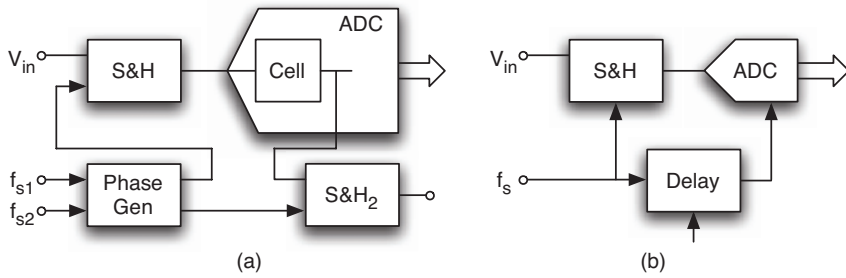 V_in
S&H
ADC
Cell
f_s1
f_s2
Phase
Gen
S&H_2
(a)
V_in
S&H
ADC
f_s
Delay
(b)